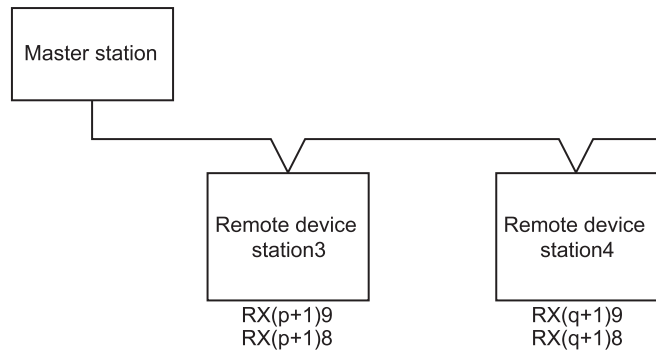 Master station
Remote device
station3
Remote device
station4
RX(p+1)9
RX(p+1)8
RX(q+1)9
RX(q+1)8